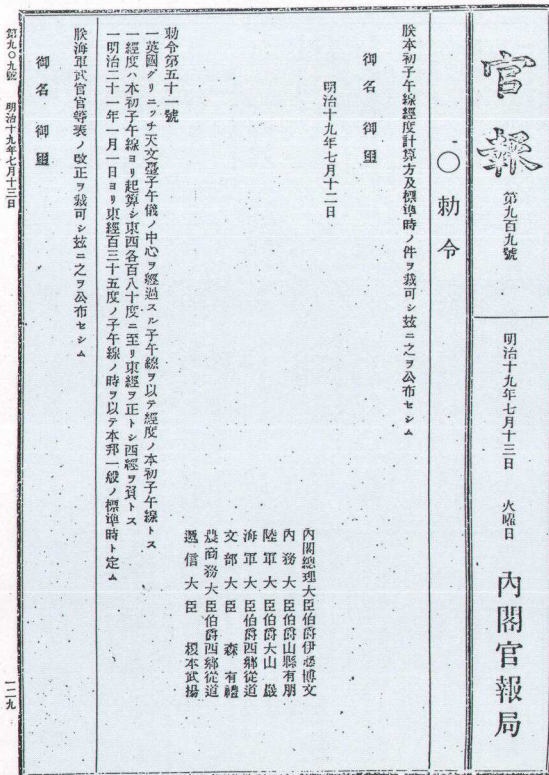 官報
第九百九號
明治十九年七月十三日
火曜日
內閣官報局
〇勅令
朕本初子午線經度計算方及標準時ノ件ヲ裁可シ玆ニ之ヲ公布セシム
御名御璽
明治十九年七月十二日
內閣總理大臣伯爵伊藤博文
內務大臣伯爵山縣有朋
陸軍大臣伯爵大山巖
海軍大臣伯爵西鄕從道
文部大臣森有禮
農商務大臣伯爵西鄕從道
遞信大臣榎本武揚
勅令第五十一號
一英國グリニッチ天文臺子午儀ノ中心ヲ經過スル子午線ヲ以テ經度ノ本初子午線トス
一經度ハ本初子午線ヨリ起算シ東西各百八十度ニ至リ東經ヲ正トシ西經ヲ負トス
一明治二十一年一月一日ヨリ東經百三十五度ノ子午線ノ時ヲ以テ本邦一般ノ標準時ト定ム
朕海軍武官官等表ノ改正ヲ裁可シ玆ニ之ヲ公布セシム
御名御璽
第九〇九號 明治十九年七月十三日
一二九